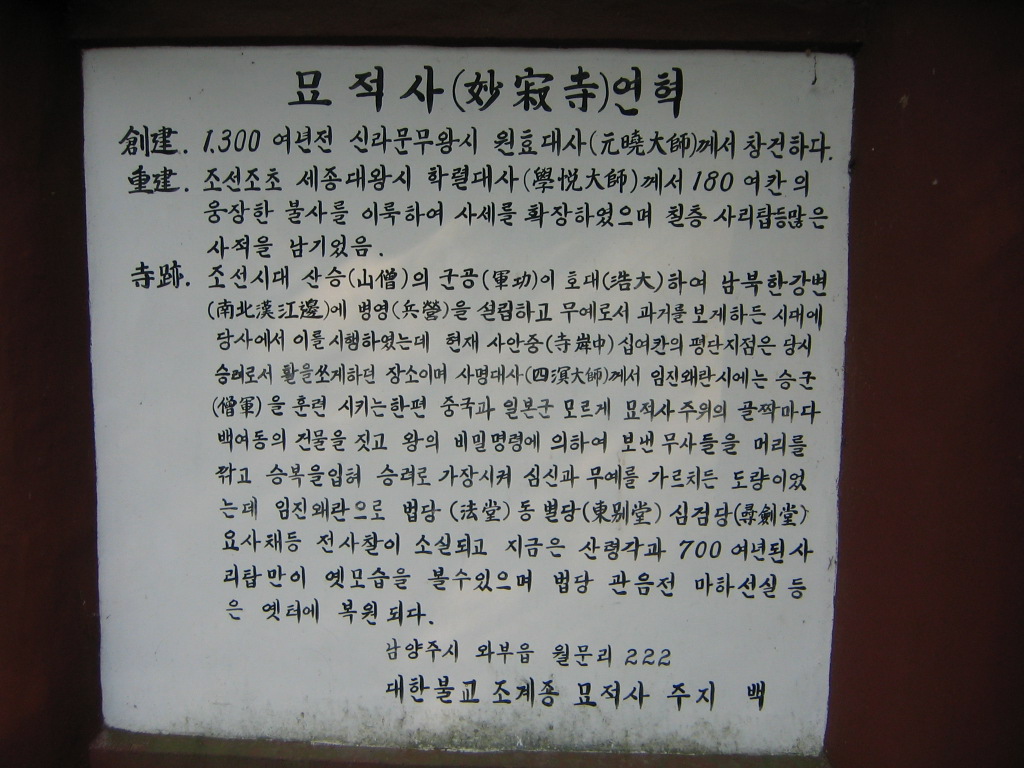 묘적사(妙寂寺)연혁
創建. 1,300 여년전 신라문무왕시 원효대사(元曉大師)께서 창건하다.
重建. 조선조초 세종대왕시 학렬대사(學悅大師)께서 180 여칸의
웅장한 불사를 이룩하여 사세를 확장하였으며 칠층 사리탑등많은
사적을 남기었음.
寺跡. 조선시대 산승(山僧)의 군공(軍功)이 호대(浩大)하여 남북한강변
(南北漢江邊)에 병영(兵營)을 설립하고 무예로서 과거를 보게하든 시대에
당사에서 이를시행하였는데 현재 사안중(寺岸中) 십여칸의 평단지점은 당시
승려로서 활을쏘게하던 장소이며 사명대사(四溟大師)께서 임진왜란시에는 승군
(僧軍)을 훈련 시키는한편 중국과 일본군 모르게 묘적사주위의 골짝마다
백여동의 건물을 짓고 왕의 비밀명령에 의하여 보낸무사들을 머리를
깎고 승복을입혀 승려로 가장시켜 심신과 무예를 가르치든 도량이었
는데 임진왜란으로 법당 (法堂) 동별당(東別堂) 심검당(尋劍堂)
요사채등 전사찰이 소실되고 지금은 산령각과 700 여년된사
리탑만이 옛모습을 볼수있으며 법당 관음전 마하선실 등
은 옛터에 복원되다.
남양주시 와부읍 월문리 222
대한불교 조계종 묘적사 주지 백